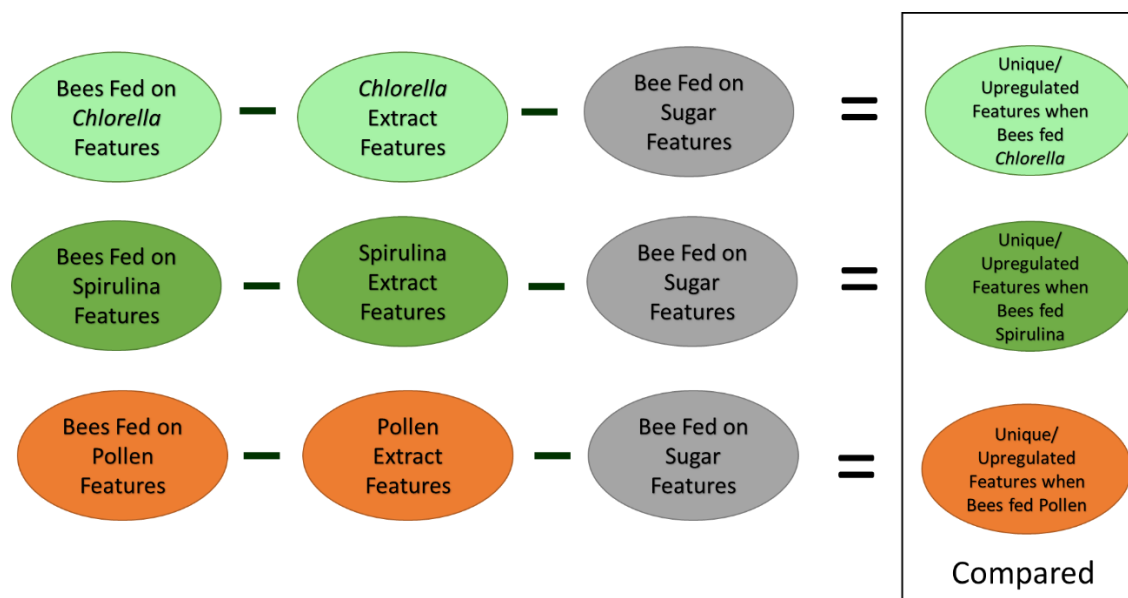 Bees Fed on
Chlorella
Features
—
Chlorella
Extract
Features
—
Bee Fed on
Sugar
Features
=
Unique/
Upregulated
Features when
Bees fed
Chlorella
Bees Fed on
Spirulina
Features
—
Spirulina
Extract
Features
—
Bee Fed on
Sugar
Features
=
Unique/
Upregulated
Features when
Bees fed
Spirulina
Bees Fed on
Pollen
Features
—
Pollen
Extract
Features
—
Bee Fed on
Sugar
Features
=
Unique/
Upregulated
Features when
Bees fed Pollen
Compared